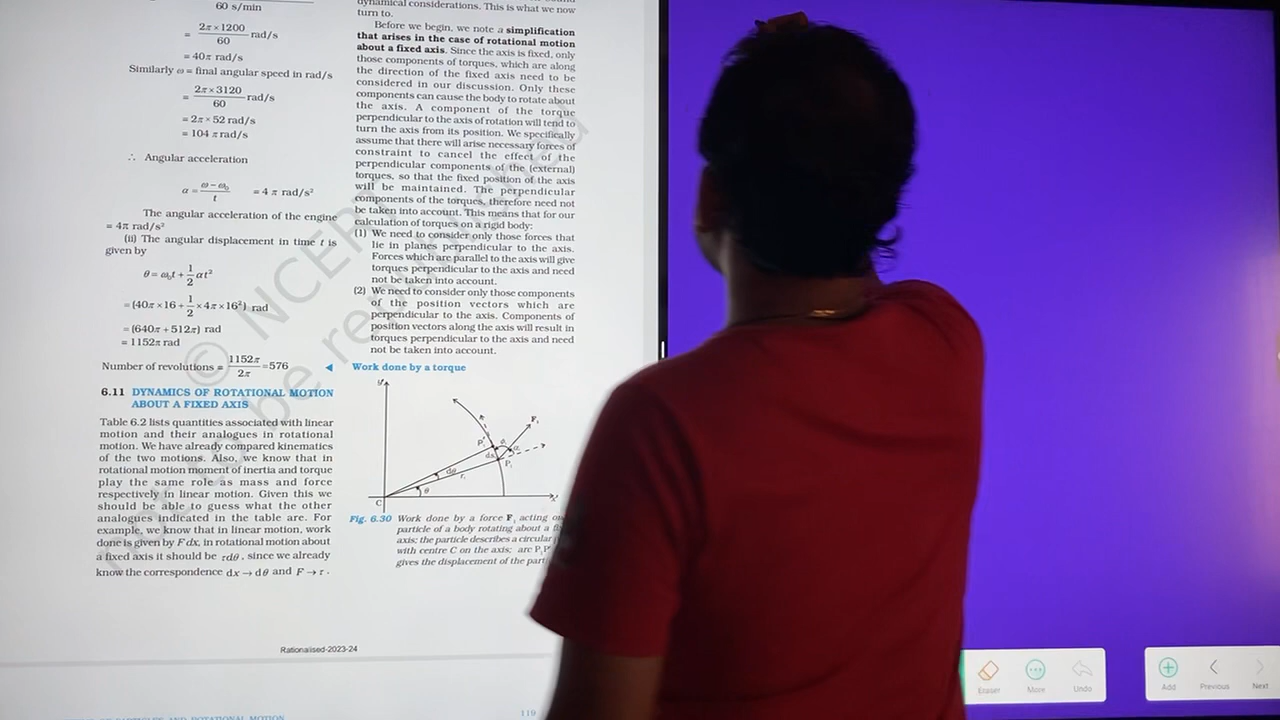 60 s/min
= 2π×1200/60 rad/s
= 40π rad/s
Similarly ω = final angular speed in rad/s
= 2π×3120/60 rad/s
= 2π× 52 rad/s
= 104 π rad/s
∴ Angular acceleration
α = ω − ω₀/t = 4 π rad/s²
The angular acceleration of the engine
= 4π rad/s²
(ii) The angular displacement in time t is
given by
θ = ω₀t + 1/2 αt²
= (40π × 16 + 1/2 × 4π × 16²) rad
= (640π + 512π) rad
= 1152π rad
Number of revolutions = 1152π/2π = 576 ◄
6.11 DYNAMICS OF ROTATIONAL MOTION
ABOUT A FIXED AXIS
Table 6.2 lists quantities associated with linear
motion and their analogues in rotational
motion. We have already compared kinematics
of the two motions. Also, we know that in
rotational motion moment of inertia and torque
play the same role as mass and force
respectively in linear motion. Given this we
should be able to guess what the other
analogues indicated in the table are. For
example, we know that in linear motion, work
done is given by F dx, in rotational motion about
a fixed axis it should be τdθ, since we already
know the correspondence dx → dθ and F → τ.
dynamical considerations. This is what we now
turn to.
Before we begin, we note a simplification
that arises in the case of rotational motion
about a fixed axis. Since the axis is fixed, only
those components of torques, which are along
the direction of the fixed axis need to be
considered in our discussion. Only these
components can cause the body to rotate about
the axis. A component of the torque
perpendicular to the axis of rotation will tend to
turn the axis from its position. We specifically
assume that there will arise necessary forces of
constraint to cancel the effect of the
perpendicular components of the (external)
torques, so that the fixed position of the axis
will be maintained. The perpendicular
components of the torques, therefore need not
be taken into account. This means that for our
calculation of torques on a rigid body:
(1) We need to consider only those forces that
lie in planes perpendicular to the axis.
Forces which are parallel to the axis will give
torques perpendicular to the axis and need
not be taken into account.
(2) We need to consider only those components
of the position vectors which are
perpendicular to the axis. Components of
position vectors along the axis will result in
torques perpendicular to the axis and need
not be taken into account.
Work done by a torque
y
F₁
P₁′
φ₁
α₁
ds₁
P₁
dθ
r₁
θ
C
x
Fig. 6.30 Work done by a force F₁ acting on
particle of a body rotating about a
axis; the particle describes a circular
with centre C on the axis; arc P₁P′
gives the displacement of the
Rationalised-2023-24
119
© NCERT
not to be republished
Eraser
More
Undo
Add
Previous
Next